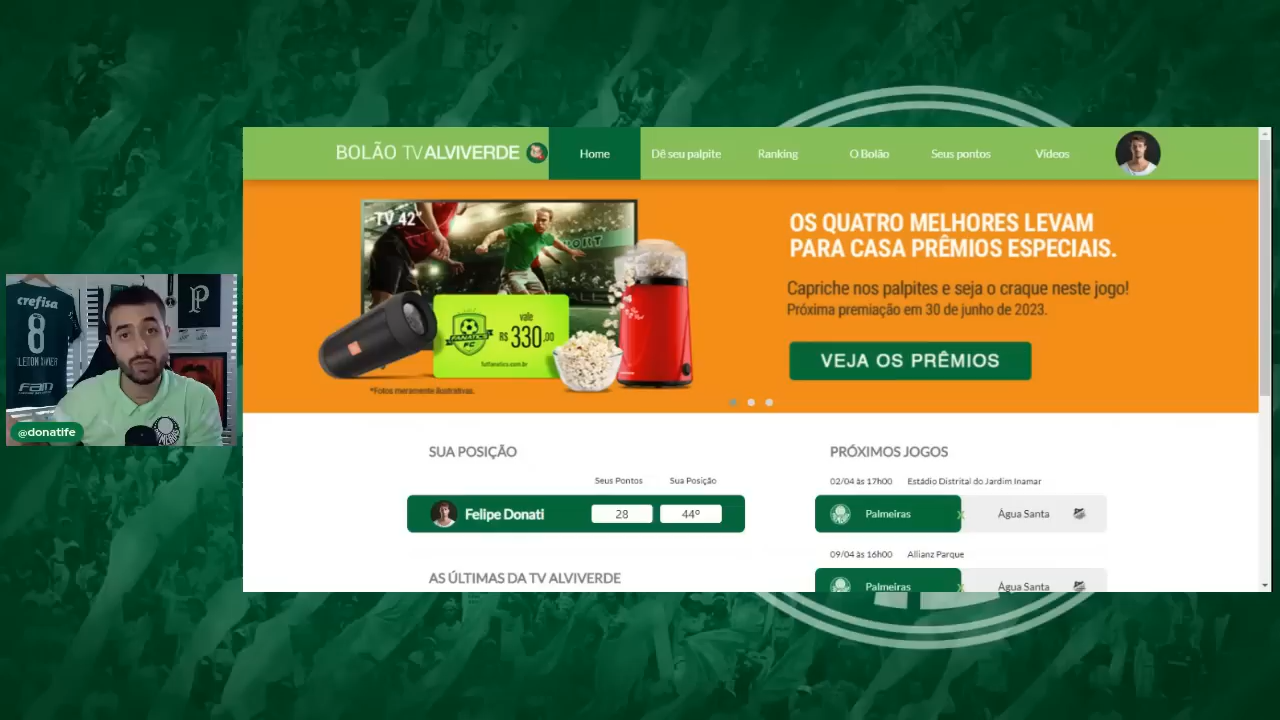 BOLÃO TV ALVIVERDE
Home
Dê seu palpite
Ranking
O Bolão
Seus pontos
Vídeos
TV 42"
OS QUATRO MELHORES LEVAM
PARA CASA PRÊMIOS ESPECIAIS.
Capriche nos palpites e seja o craque neste jogo!
Próxima premiação em 30 de junho de 2023.
VEJA OS PRÊMIOS
FANATICS
FC
vale
R$ 330,00
futfanatics.com.br
*Fotos meramente ilustrativas.
crefisa
8
FAM
P
@donatife
SUA POSIÇÃO
Seus Pontos
Sua Posição
Felipe Donati
28
44º
AS ÚLTIMAS DA TV ALVIVERDE
PRÓXIMOS JOGOS
02/04 às 17h00 Estádio Distrital do Jardim Inamar
Palmeiras x Água Santa
09/04 às 16h00 Allianz Parque
Palmeiras x Água Santa